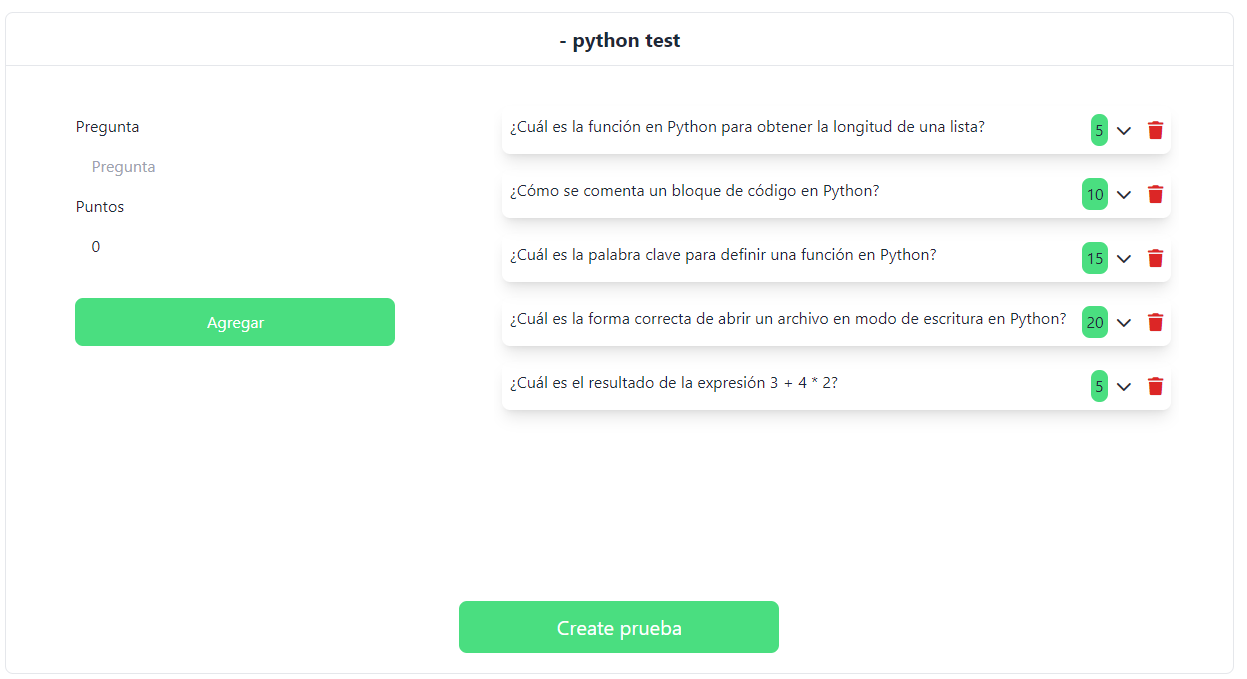 - python test
Pregunta
Pregunta
Puntos
0
Agregar
¿Cuál es la función en Python para obtener la longitud de una lista? 5
¿Cómo se comenta un bloque de código en Python? 10
¿Cuál es la palabra clave para definir una función en Python? 15
¿Cuál es la forma correcta de abrir un archivo en modo de escritura en Python? 20
¿Cuál es el resultado de la expresión 3 + 4 * 2? 5
Create prueba